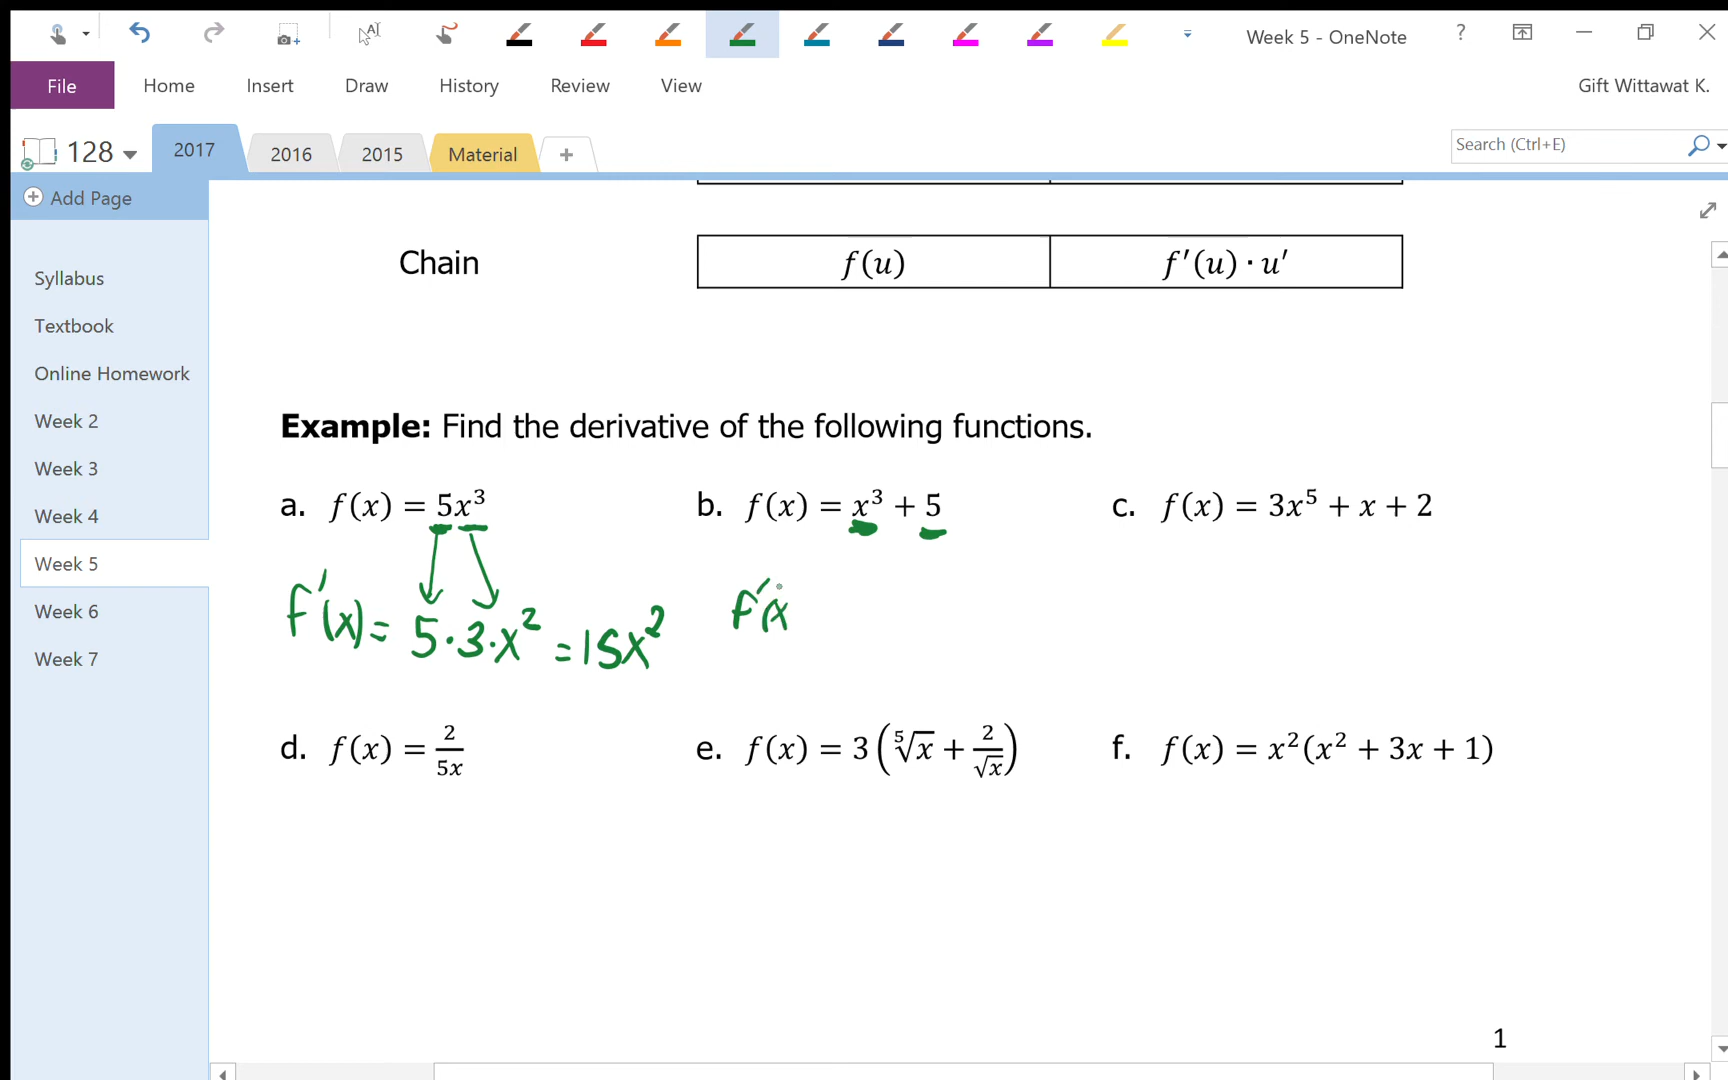 Week 5 - OneNote
?
File Home Insert Draw History Review View Gift Wittawat K.
128 2017 2016 2015 Material + Search (Ctrl+E)
Add Page
Syllabus
Textbook
Online Homework
Week 2
Week 3
Week 4
Week 5
Week 6
Week 7
Chain f(u) f′(u) · u′
Example: Find the derivative of the following functions.
a. f(x) = 5x³ b. f(x) = x³ + 5 c. f(x) = 3x⁵ + x + 2
f′(x) = 5 · 3 · x² = 15x² f′(x
d. f(x) = 2/5x e. f(x) = 3(⁵√x + 2/√x) f. f(x) = x²(x² + 3x + 1)
1